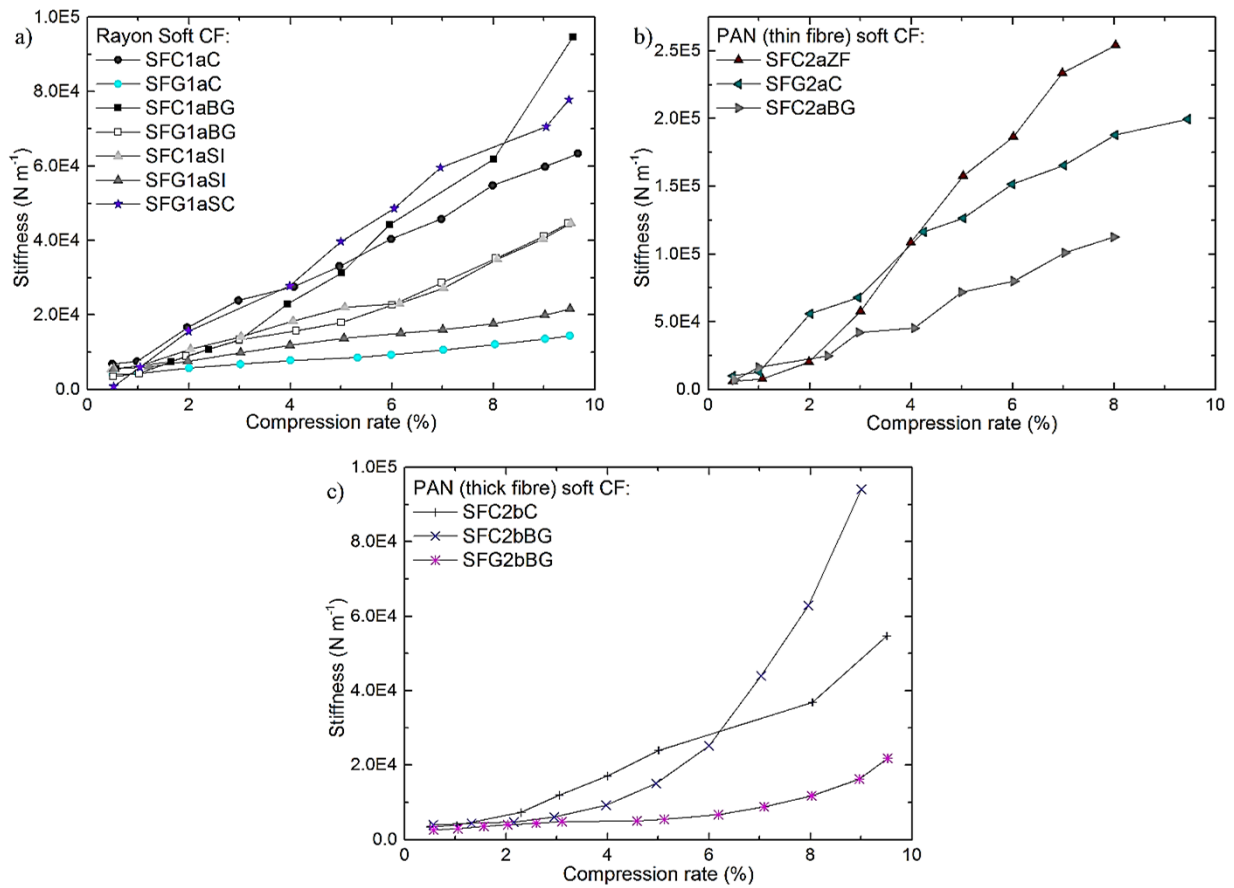 a)
Rayon Soft CF:
SFC1aC
SFG1aC
SFC1aBG
SFG1aBG
SFC1aSI
SFG1aSI
SFG1aSC
1.0E5
8.0E4
6.0E4
4.0E4
2.0E4
0.0
Stiffness (N m⁻¹)
0 2 4 6 8 10
Compression rate (%)
b)
PAN (thin fibre) soft CF:
SFC2aZF
SFG2aC
SFC2aBG
2.5E5
2.0E5
1.5E5
1.0E5
5.0E4
0.0
Stiffness (N m⁻¹)
0 2 4 6 8 10
Compression rate (%)
c)
PAN (thick fibre) soft CF:
SFC2bC
SFC2bBG
SFG2bBG
1.0E5
8.0E4
6.0E4
4.0E4
2.0E4
0.0
Stiffness (N m⁻¹)
0 2 4 6 8 10
Compression rate (%)